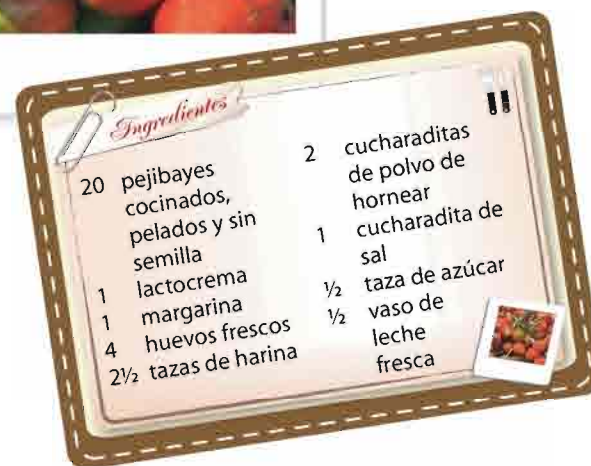 Ingredientes
20 pejibayes
cocinados,
pelados y sin
semilla
1 lactocrema
1 margarina
4 huevos frescos
2½ tazas de harina
2 cucharaditas
de polvo de
hornear
1 cucharadita de
sal
½ taza de azúcar
½ vaso de
leche
fresca